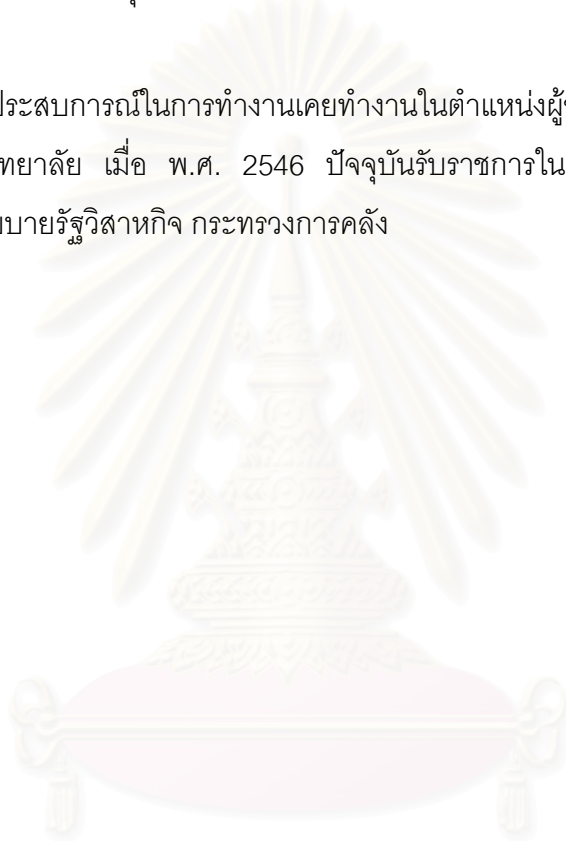 ประสบการณ์ในการทำงานเคยทำงานในตำแหน่งผู้
ทยาลัย เมื่อ พ.ศ. 2546 ปัจจุบันรับราชการใน
บายรัฐวิสาหกิจ กระทรวงการคลัง